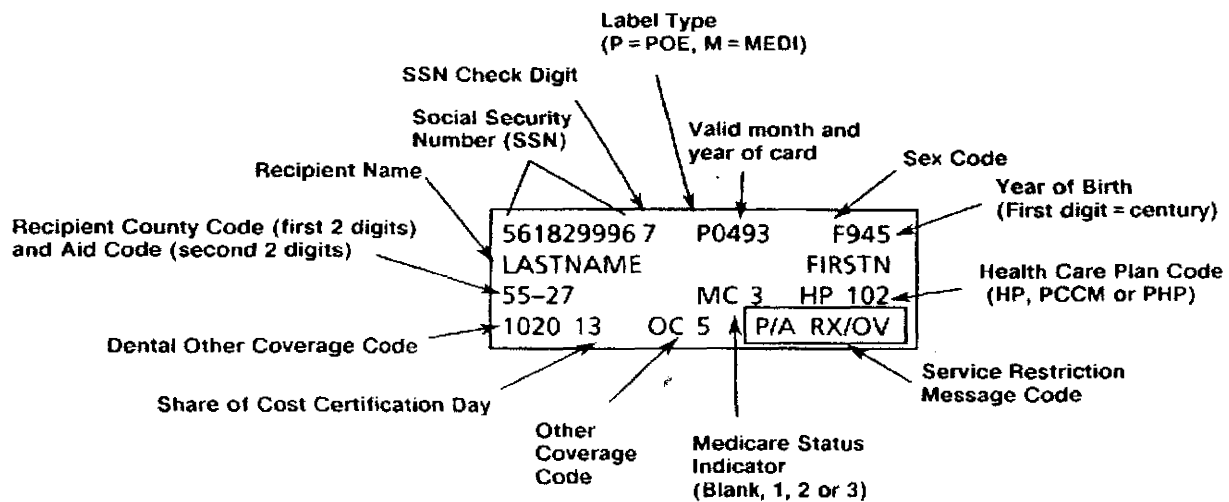 Label Type
(P = POE, M = MEDI)
SSN Check Digit
Social Security
Number (SSN)
Valid month and
year of card
Sex Code
Recipient Name
Year of Birth
(First digit = century)
Recipient County Code (first 2 digits)
and Aid Code (second 2 digits)
561829996 7 P0493 F945
LASTNAME FIRSTN
55-27 MC 3 HP 102
1020 13 OC 5 P/A RX/OV
Health Care Plan Code
(HP, PCCM or PHP)
Dental Other Coverage Code
Share of Cost Certification Day
Service Restriction
Message Code
Other
Coverage
Code
Medicare Status
Indicator
(Blank, 1, 2 or 3)